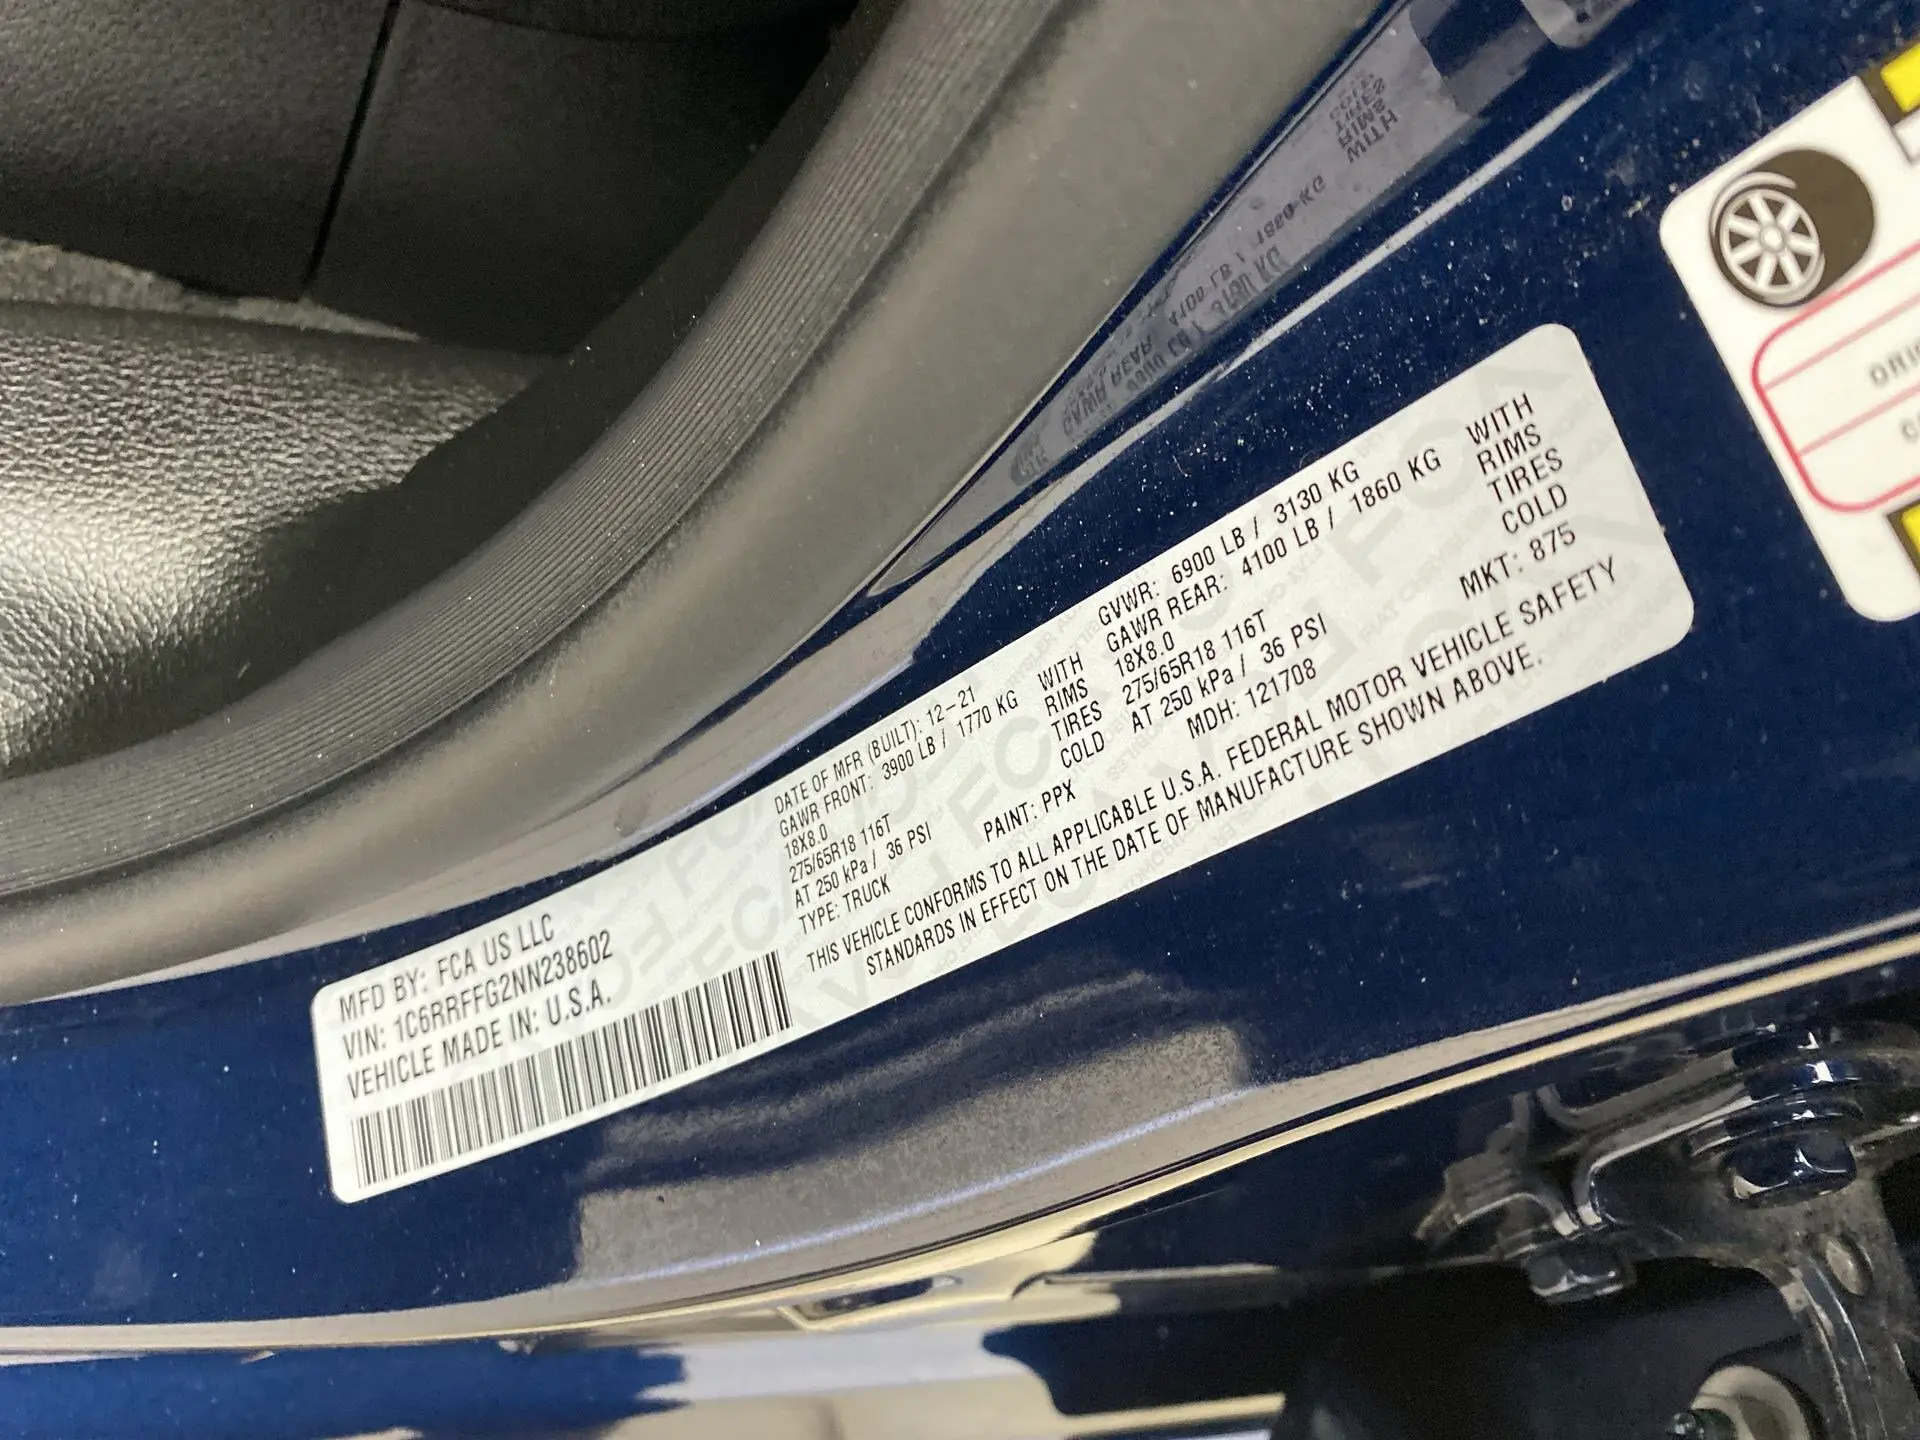 MFD BY: FCA US LLC
VIN: 1C6RRFFG2NN238602
VEHICLE MADE IN: U.S.A.
DATE OF MFR (BUILT): 12-21
GVWR: 6900 LB / 3130 KG
GAWR FRONT: 3900 LB / 1770 KG WITH
18X8.0 RIMS
275/65R18 116T TIRES
AT 250 kPa / 36 PSI COLD
GAWR REAR: 4100 LB / 1860 KG WITH
18X8.0 RIMS
275/65R18 116T TIRES
AT 250 kPa / 36 PSI COLD
TYPE: TRUCK PAINT: PPX MDH: 121708 MKT: 875
THIS VEHICLE CONFORMS TO ALL APPLICABLE U.S.A. FEDERAL MOTOR VEHICLE SAFETY
STANDARDS IN EFFECT ON THE DATE OF MANUFACTURE SHOWN ABOVE.